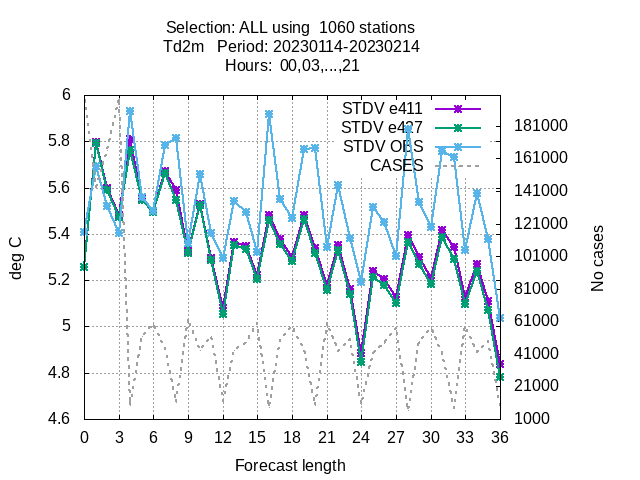 Selection: ALL using  1060 stations
Td2m   Period: 20230114-20230214
Hours:  00,03,...,21
STDV e411
STDV e427
STDV OBS
CASES
6
5.8
5.6
5.4
5.2
5
4.8
4.6
deg C
181000
161000
141000
121000
101000
81000
61000
41000
21000
1000
No cases
0 3 6 9 12 15 18 21 24 27 30 33 36
Forecast length